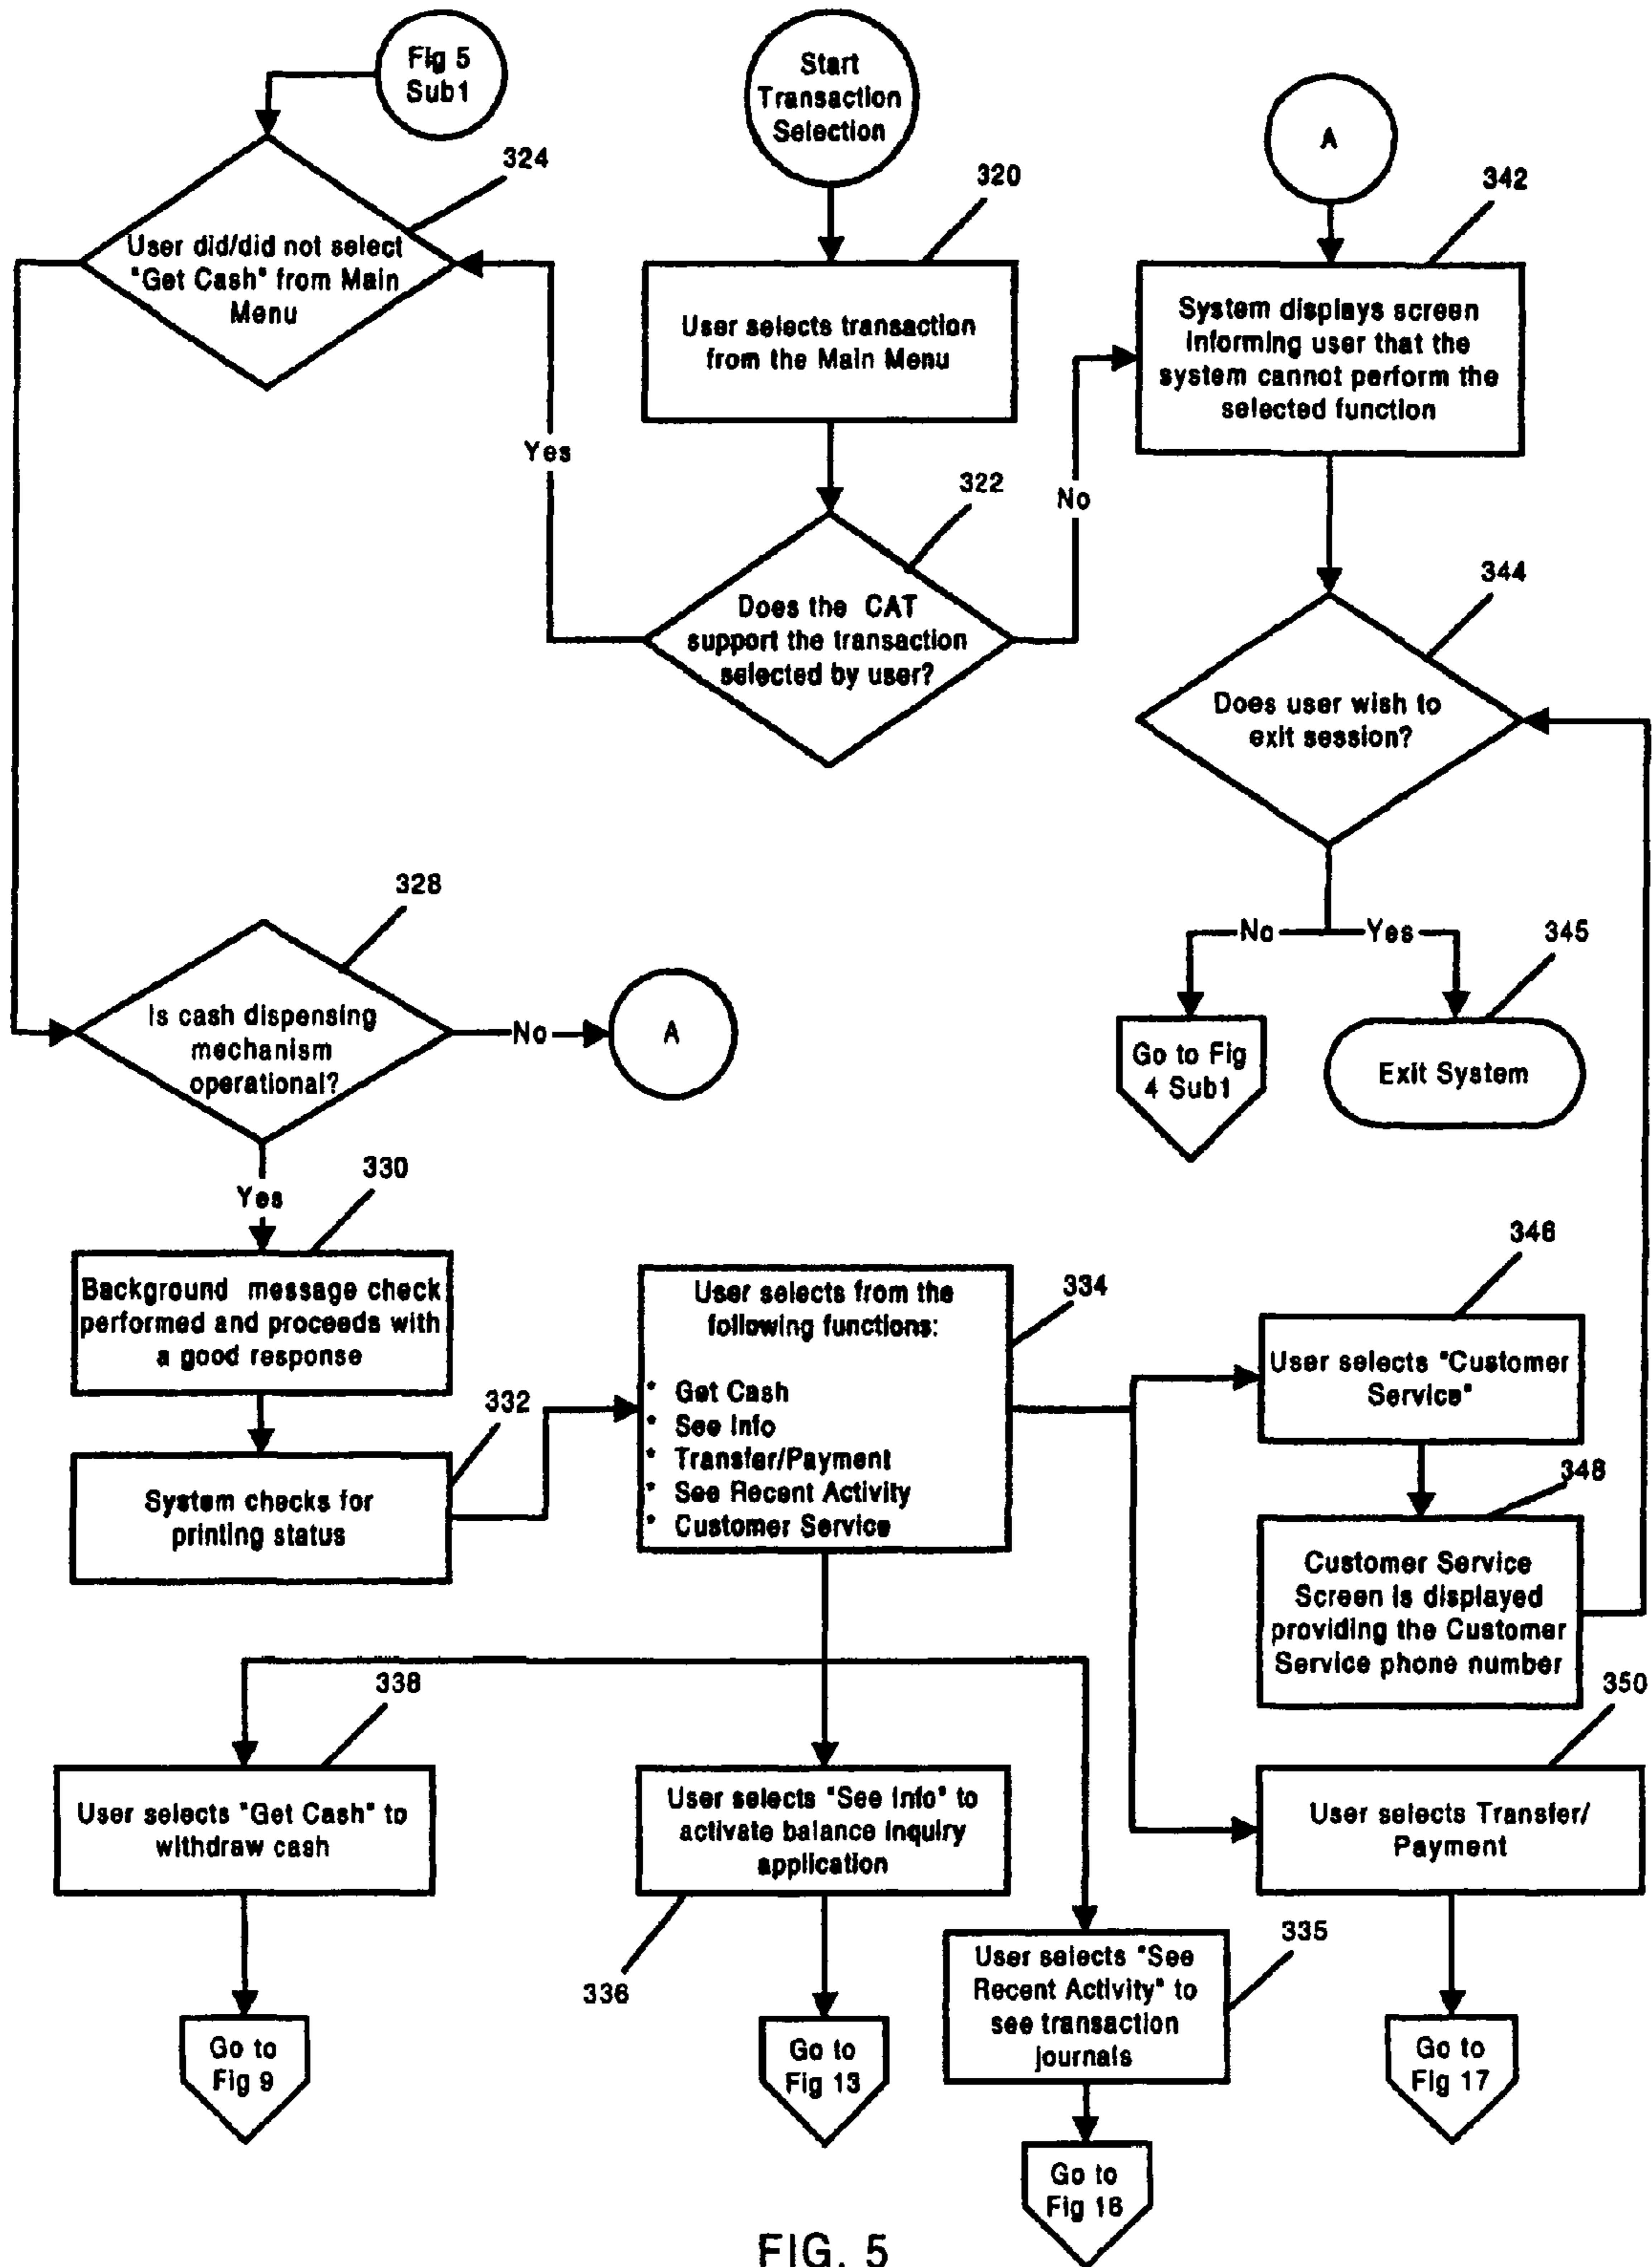 Fig 5
Sub1
324
User did/did not select
"Get Cash" from Main
Menu
Start
Transaction
Selection
320
User selects transaction
from the Main Menu
Yes
322
Does the CAT
support the transaction
selected by user?
No
A
342
System displays screen
informing user that the
system cannot perform the
selected function
344
Does user wish to
exit session?
No
Yes
345
Go to Fig
4 Sub1
Exit System
328
Is cash dispensing
mechanism
operational?
No
A
Yes
330
Background message check
performed and proceeds with
a good response
332
System checks for
printing status
334
User selects from the
following functions:
* Get Cash
* See Info
* Transfer/Payment
* See Recent Activity
* Customer Service
346
User selects "Customer
Service"
348
Customer Service
Screen is displayed
providing the Customer
Service phone number
350
User selects Transfer/
Payment
Go to
Fig 17
338
User selects "Get Cash" to
withdraw cash
Go to
Fig 9
User selects "See Info" to
activate balance inquiry
application
336
Go to
Fig 13
335
User selects "See
Recent Activity" to
see transaction
journals
Go to
Fig 16
FIG. 5